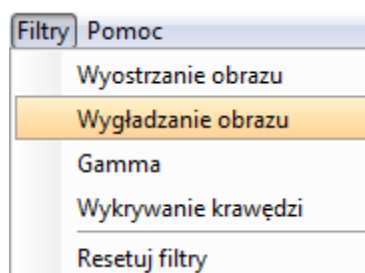 Filtry Pomoc
Wyostrzanie obrazu
Wygładzanie obrazu
Gamma
Wykrywanie krawędzi
Resetuj filtry